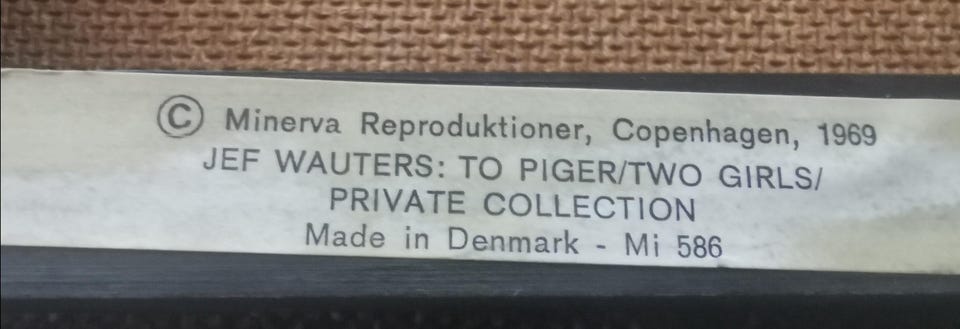 © Minerva Reproduktioner, Copenhagen, 1969
JEF WAUTERS: TO PIGER/TWO GIRLS/
PRIVATE COLLECTION
Made in Denmark - Mi 586